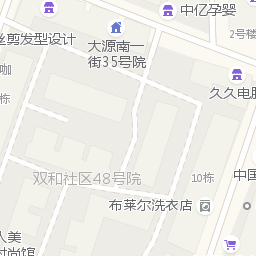 中亿孕婴
丝剪发型设计
大源南一
街35号院
2号楼
咖
久久电脑
栋
双和社区48号院
10栋
中国
布莱尔洗衣店
人美
时尚馆